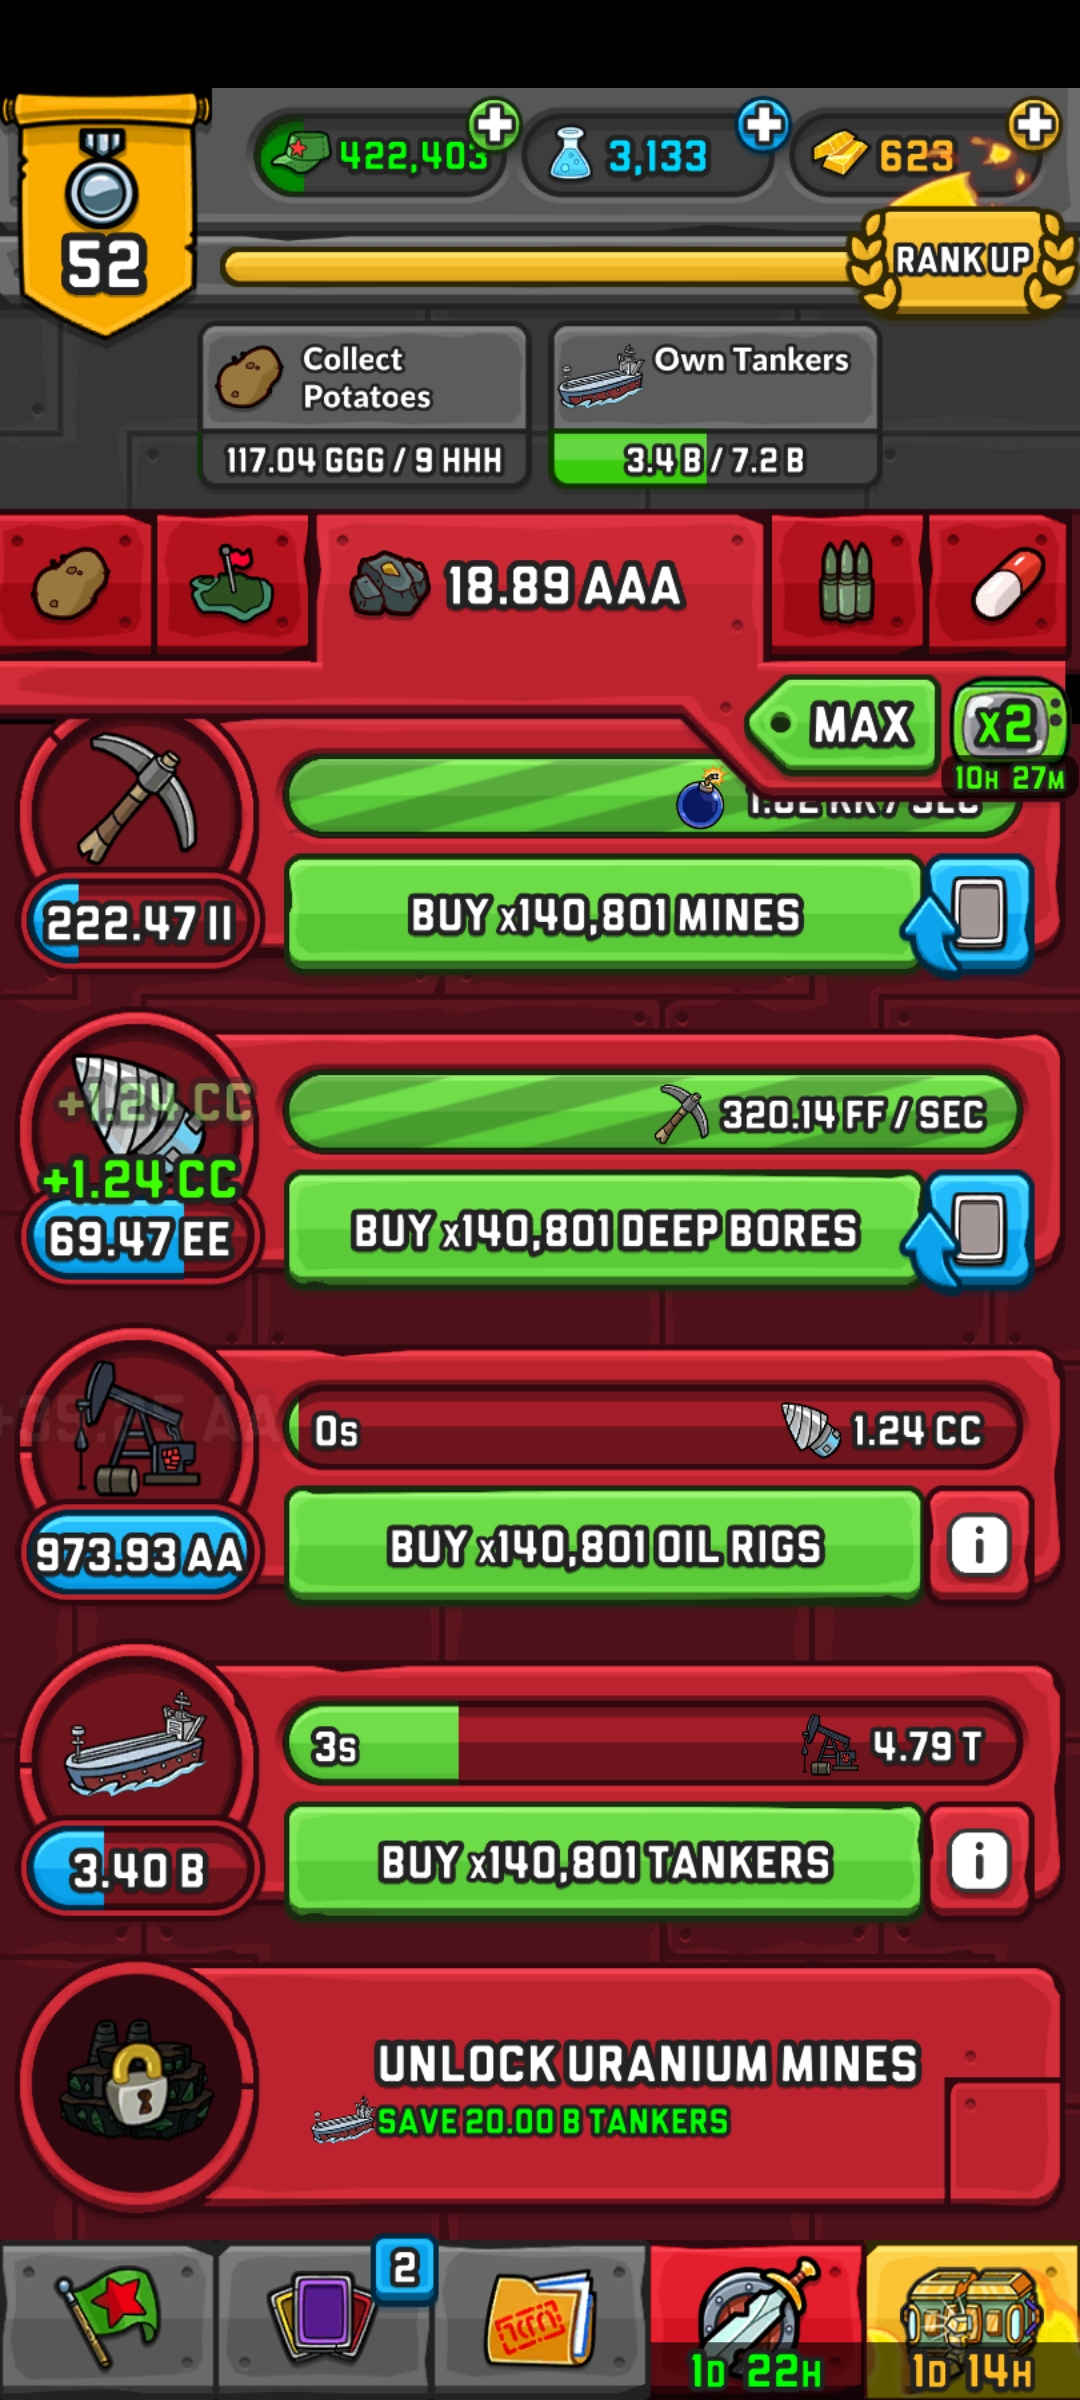 422,403
3,133
623
52
RANK UP
Collect
Potatoes
117.04 GGG / 9 HHH
Own Tankers
3.4 B / 7.2 B
18.89 AAA
MAX
x2
10H 27M
/ SEC
222.47 II
BUY x140,801 MINES
+1.24 CC
+1.24 CC
69.47 EE
320.14 FF / SEC
BUY x140,801 DEEP BORES
0s
1.24 CC
973.93 AA
BUY x140,801 OIL RIGS
i
3s
4.79 T
3.40 B
BUY x140,801 TANKERS
i
UNLOCK URANIUM MINES
SAVE 20.00 B TANKERS
2
1D 22H
1D 14H